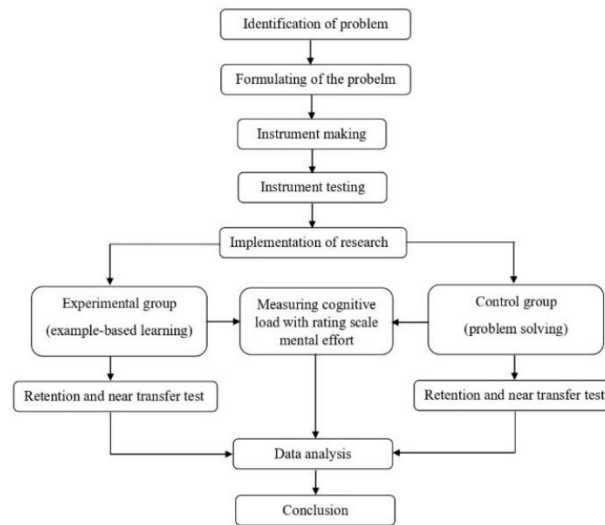 Identification of problem
Formulating of the probelm
Instrument making
Instrument testing
Implementation of research
Experimental group
(example-based learning)
Measuring cognitive
load with rating scale
mental effort
Control group
(problem solving)
Retention and near transfer test
Retention and near transfer test
Data analysis
Conclusion